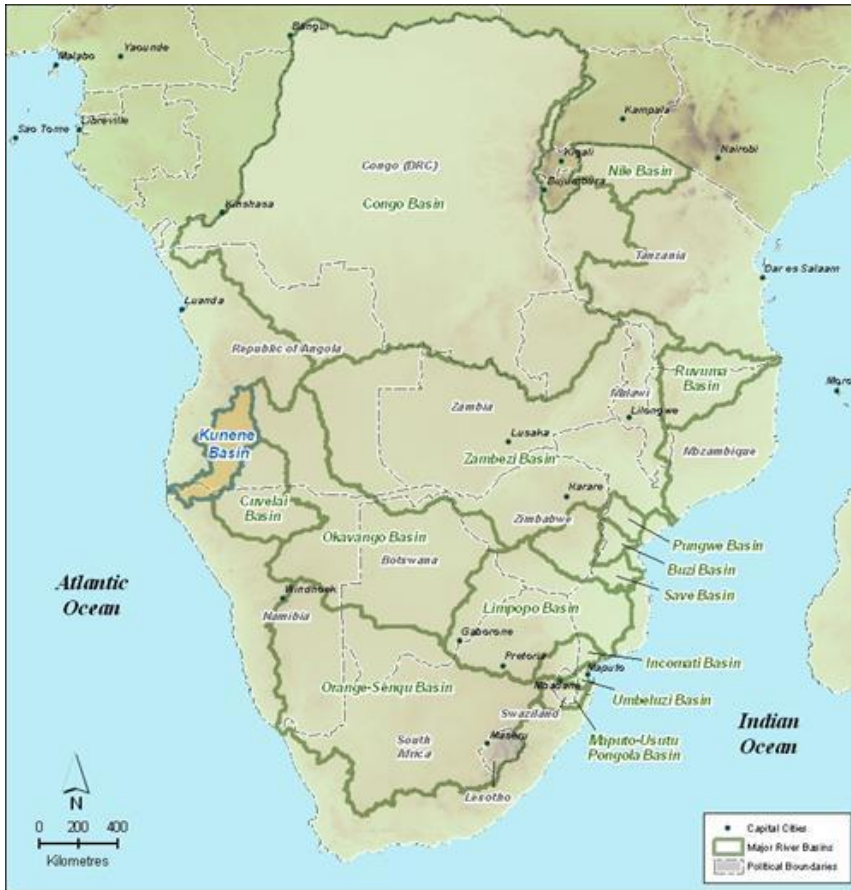 Bangui
Yaounde
Malabo
Libreville
Sao Tome
Kampala
Kigali
Nairobi
Nile Basin
Bujumbura
Congo (DRC)
Congo Basin
Kinshasa
Tanzania
Dar es Salaam
Luanda
Republic of Angola
Ruvuma
Basin
Malawi
Moro
Zambia
Lilongwe
Kunene
Basin
Lusaka
Zambezi Basin
Mozambique
Harare
Cuvelai
Basin
Zimbabwe
Okavango Basin
Pungwe Basin
Botswana
Buzi Basin
Atlantic
Ocean
Windhoek
Save Basin
Namibia
Limpopo Basin
Gaborone
Pretoria
Incomati Basin
Maputo
Orange-Senqu Basin
Mbabane
Umbeluzi Basin
Swaziland
Indian
Ocean
Maputo-Usutu
Pongola Basin
South
Africa
Maseru
Lesotho
N
0 200 400
Kilometres
Capital Cities
Major River Basins
Political Boundaries